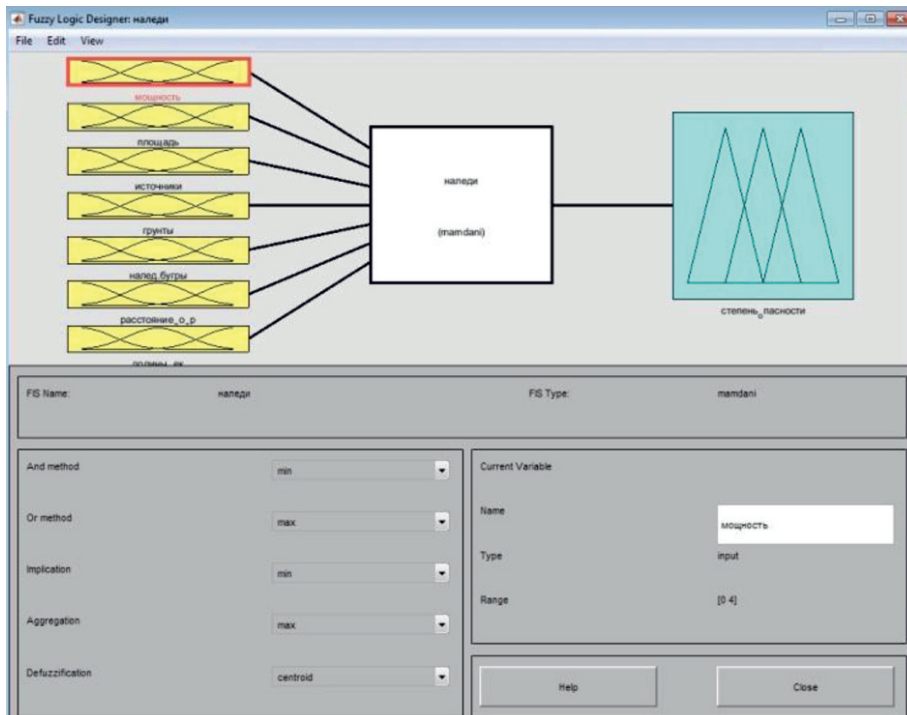 Fuzzy Logic Designer: наледи
File Edit View
мощность
площадь
источники
грунты
налед.бугры
расстояние_о_р
наледи
(mamdani)
степень_опасности
FIS Name: наледи
FIS Type: mamdani
And method min
Or method max
Implication min
Aggregation max
Defuzzification centroid
Current Variable
Name мощность
Type input
Range [0 4]
Help Close